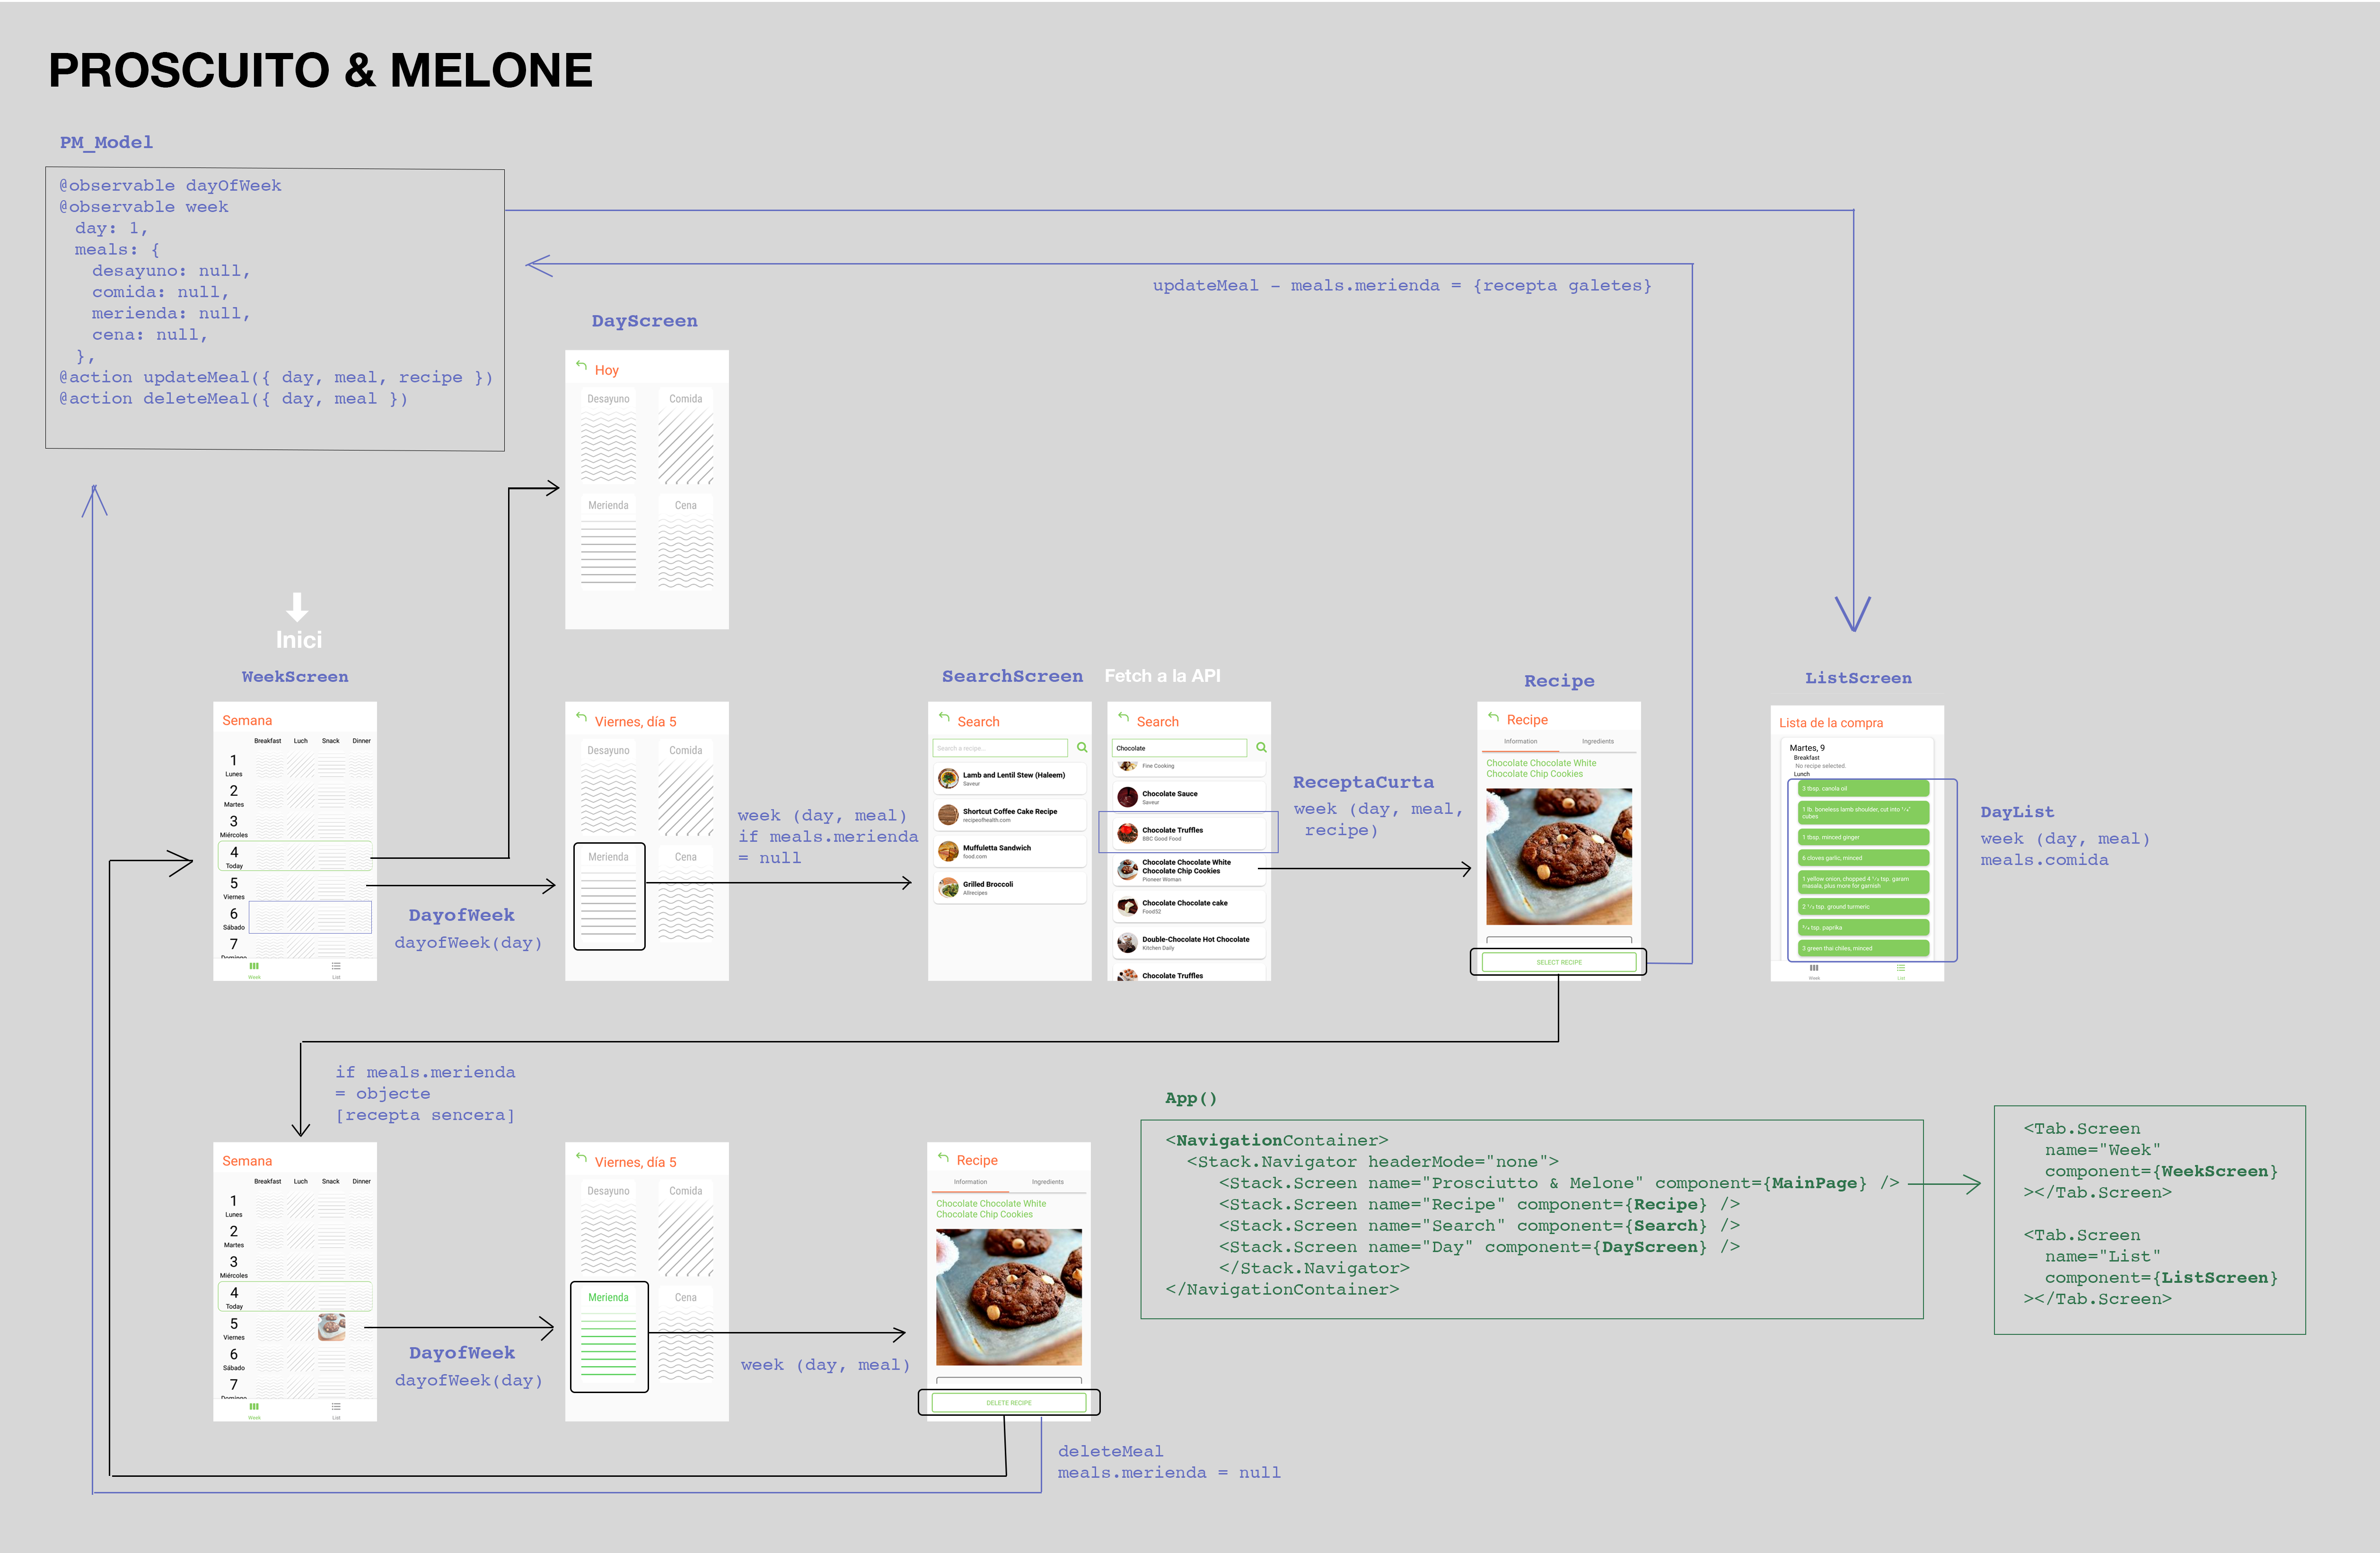 PROSCUITO & MELONE
PM_Model
@observable dayOfWeek
@observable week
day: 1,
meals: {
desayuno: null,
comida: null,
merienda: null,
cena: null,
},
@action updateMeal({ day, meal, recipe })
@action deleteMeal({ day, meal })
updateMeal - meals.merienda = {recepta galetes}
DayScreen
Hoy
Desayuno
Comida
Merienda
Cena
Inici
WeekScreen
Semana
Breakfast Luch Snack Dinner
1
Lunes
2
Martes
3
Miércoles
4
Today
5
Viernes
6
Sábado
7
Domingo
Week
List
DayofWeek
dayofWeek(day)
Viernes, día 5
Desayuno
Comida
Merienda
Cena
week (day, meal)
if meals.merienda
= null
SearchScreen
Search
Search a recipe...
Lamb and Lentil Stew (Haleem)
Saveur
Shortcut Coffee Cake Recipe
recipeofhealth.com
Muffuletta Sandwich
food.com
Grilled Broccoli
Allrecipes
Fetch a la API
Search
Chocolate
Fine Cooking
Chocolate Sauce
Saveur
Chocolate Truffles
BBC Good Food
Chocolate Chocolate White
Chocolate Chip Cookies
Pioneer Woman
Chocolate Chocolate cake
Food52
Double-Chocolate Hot Chocolate
Kitchen Daily
Chocolate Truffles
ReceptaCurta
week (day, meal,
recipe)
Recipe
Recipe
Information
Ingredients
Chocolate Chocolate White
Chocolate Chip Cookies
SELECT RECIPE
ListScreen
Lista de la compra
Martes, 9
Breakfast
No recipe selected.
Lunch
3 tbsp. canola oil
1 lb. boneless lamb shoulder, cut into 1/4"
cubes
1 tbsp. minced ginger
6 cloves garlic, minced
1 yellow onion, chopped 4 1/2 tsp. garam
masala, plus more for garnish
2 1/2 tsp. ground turmeric
tsp. paprika
3 green thai chiles, minced
Week
List
DayList
week (day, meal)
meals.comida
if meals.merienda
= objecte
[recepta sencera]
Semana
Breakfast Luch Snack Dinner
1
Lunes
2
Martes
3
Miércoles
4
Today
5
Viernes
6
Sábado
7
Domingo
Week
List
DayofWeek
dayofWeek(day)
Viernes, día 5
Desayuno
Comida
Merienda
Cena
week (day, meal)
Recipe
Information
Ingredients
Chocolate Chocolate White
Chocolate Chip Cookies
DELETE RECIPE
deleteMeal
meals.merienda = null
App()
<NavigationContainer>
<Stack.Navigator headerMode="none">
<Stack.Screen name="Prosciutto & Melone" component={MainPage} />
<Stack.Screen name="Recipe" component={Recipe} />
<Stack.Screen name="Search" component={Search} />
<Stack.Screen name="Day" component={DayScreen} />
</Stack.Navigator>
</NavigationContainer>
<Tab.Screen
name="Week"
component={WeekScreen}
></Tab.Screen>
<Tab.Screen
name="List"
component={ListScreen}
></Tab.Screen>